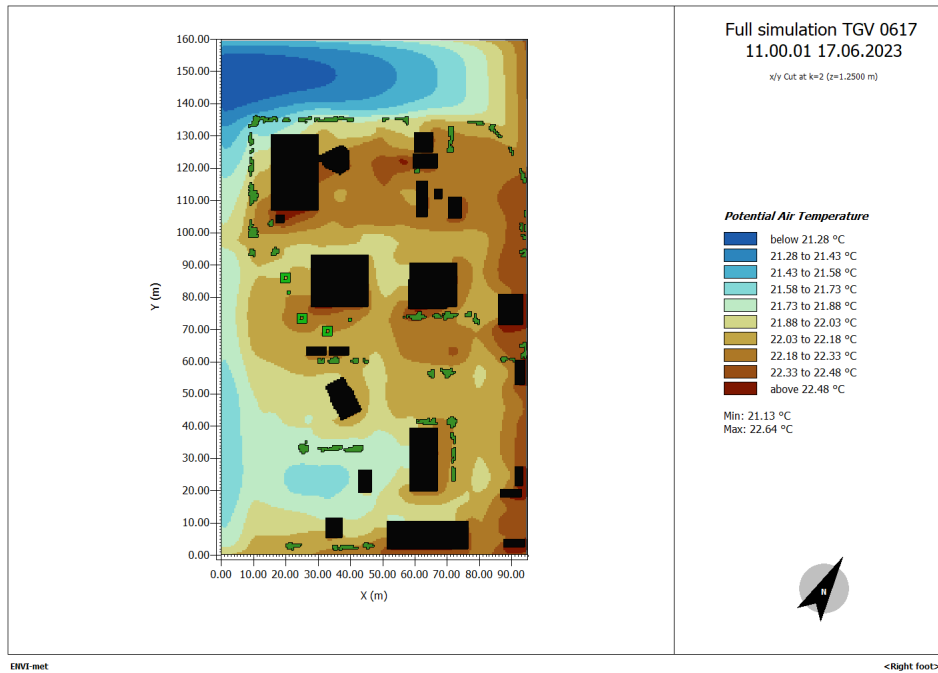 Full simulation TGV 0617
11.00.01 17.06.2023
x/y Cut at k=2 (z=1.2500 m)
160.00
150.00
140.00
130.00
120.00
110.00
100.00
90.00
80.00
70.00
60.00
50.00
40.00
30.00
20.00
10.00
0.00
Y (m)
0.00 10.00 20.00 30.00 40.00 50.00 60.00 70.00 80.00 90.00
X (m)
Potential Air Temperature
below 21.28 °C
21.28 to 21.43 °C
21.43 to 21.58 °C
21.58 to 21.73 °C
21.73 to 21.88 °C
21.88 to 22.03 °C
22.03 to 22.18 °C
22.18 to 22.33 °C
22.33 to 22.48 °C
above 22.48 °C
Min: 21.13 °C
Max: 22.64 °C
N
ENVI-met
<Right foot>